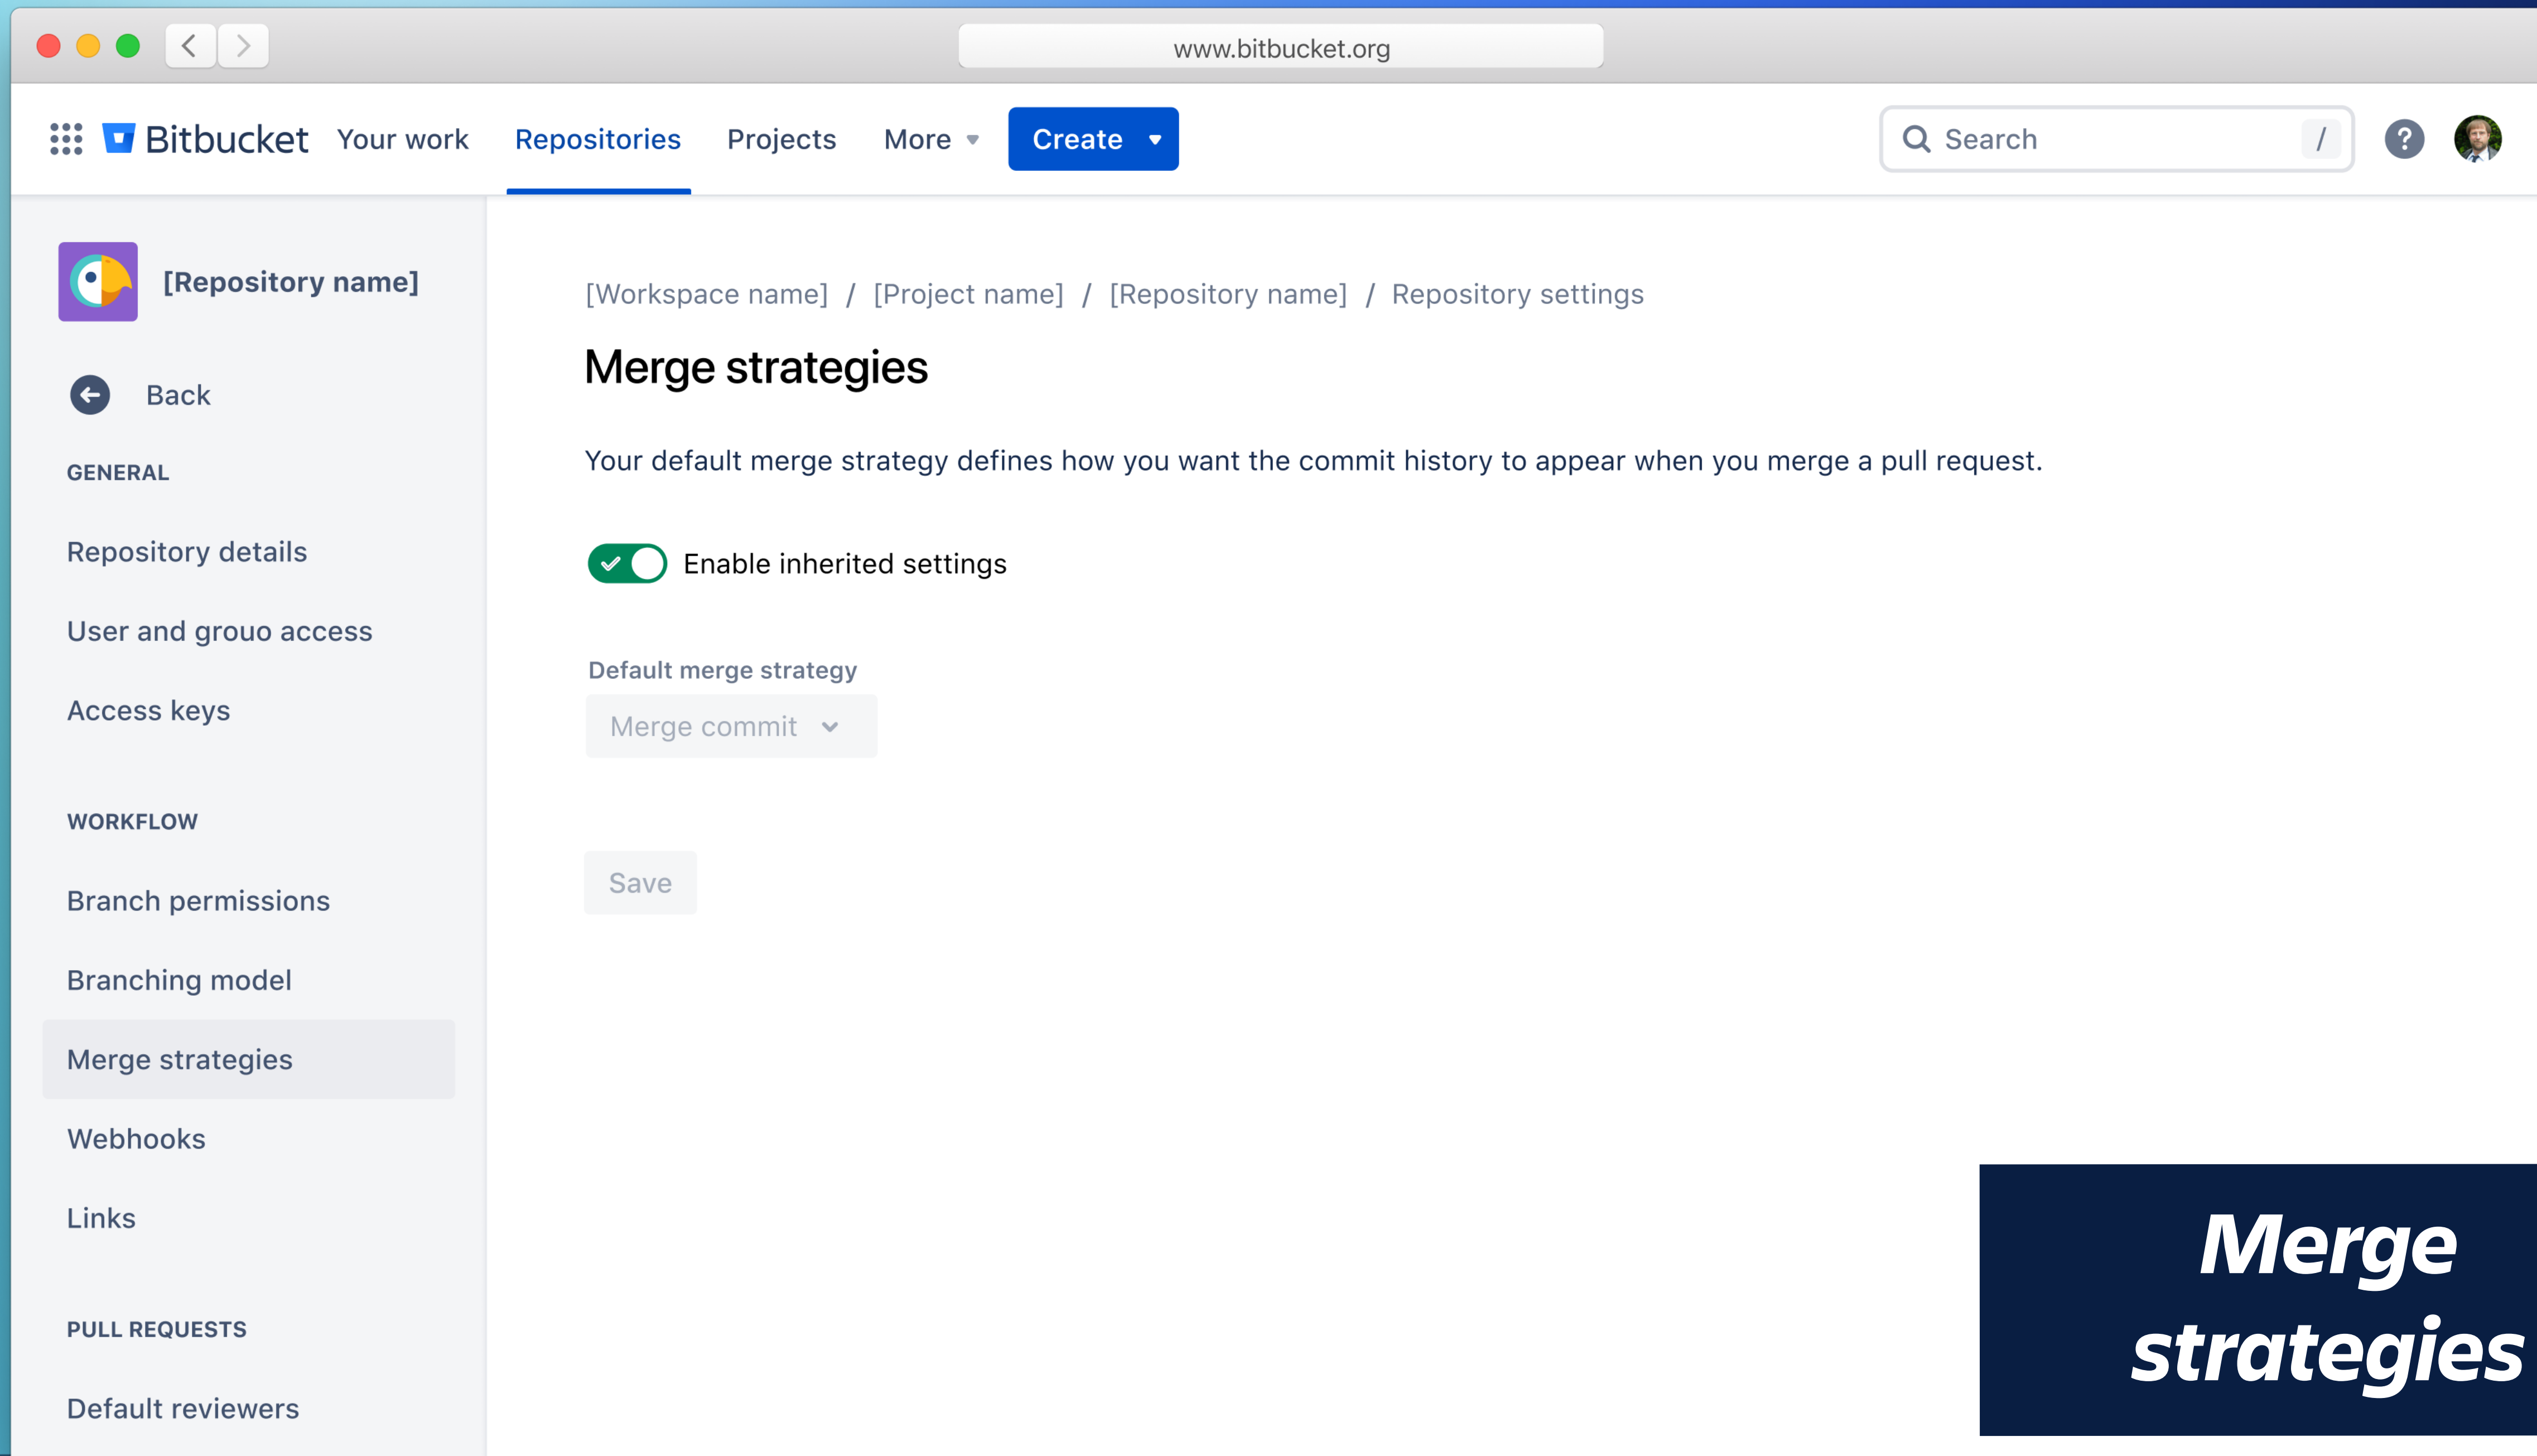 www.bitbucket.org
Bitbucket Your work Repositories Projects More Create Search / ?
[Repository name]
Back
GENERAL
Repository details
User and grouo access
Access keys
WORKFLOW
Branch permissions
Branching model
Merge strategies
Webhooks
Links
PULL REQUESTS
Default reviewers
[Workspace name] / [Project name] / [Repository name] / Repository settings
Merge strategies
Your default merge strategy defines how you want the commit history to appear when you merge a pull request.
Enable inherited settings
Default merge strategy
Merge commit
Save
Merge
strategies